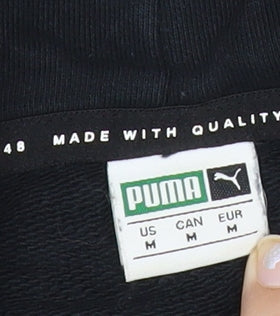 48 MADE WITH QUALITY
PUMA
US CAN EUR
M M M